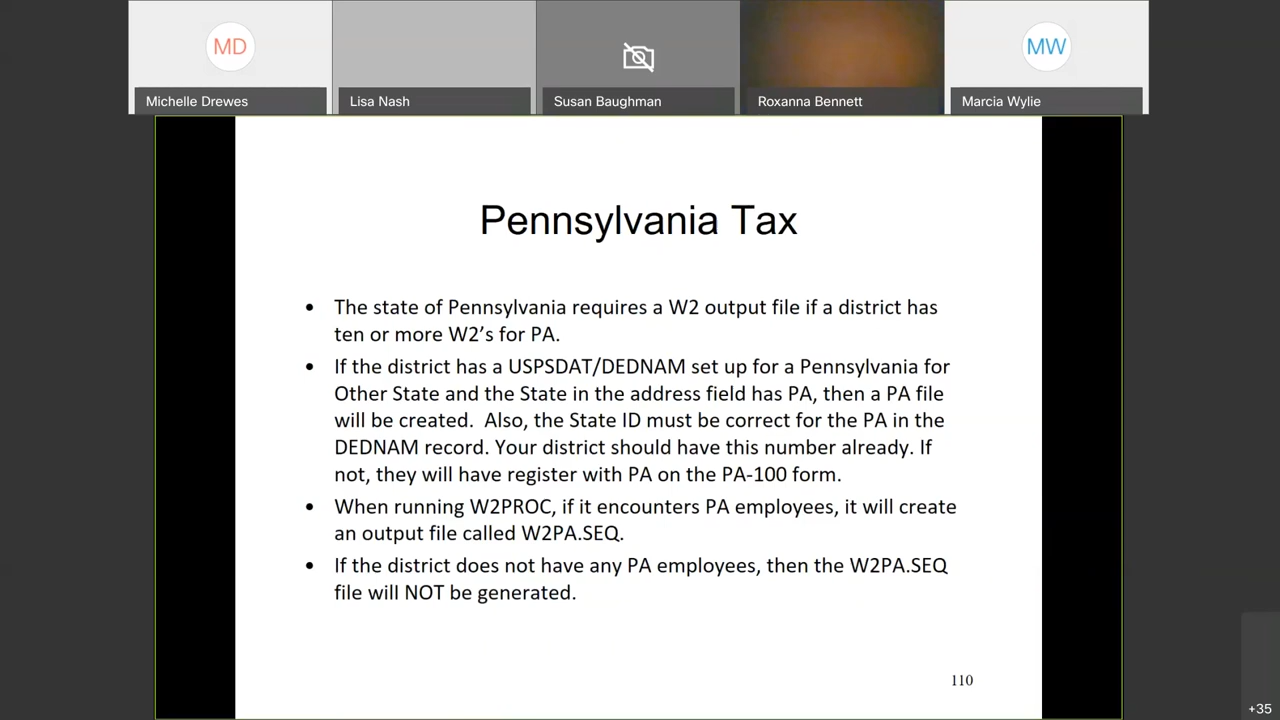 MD
MW
Michelle Drewes
Lisa Nash
Susan Baughman
Roxanna Bennett
Marcia Wylie
Pennsylvania Tax
• The state of Pennsylvania requires a W2 output file if a district has
ten or more W2's for PA.
• If the district has a USPSDAT/DEDNAM set up for a Pennsylvania for
Other State and the State in the address field has PA, then a PA file
will be created.  Also, the State ID must be correct for the PA in the
DEDNAM record. Your district should have this number already. If
not, they will have register with PA on the PA-100 form.
• When running W2PROC, if it encounters PA employees, it will create
an output file called W2PA.SEQ.
• If the district does not have any PA employees, then the W2PA.SEQ
file will NOT be generated.
110
+35